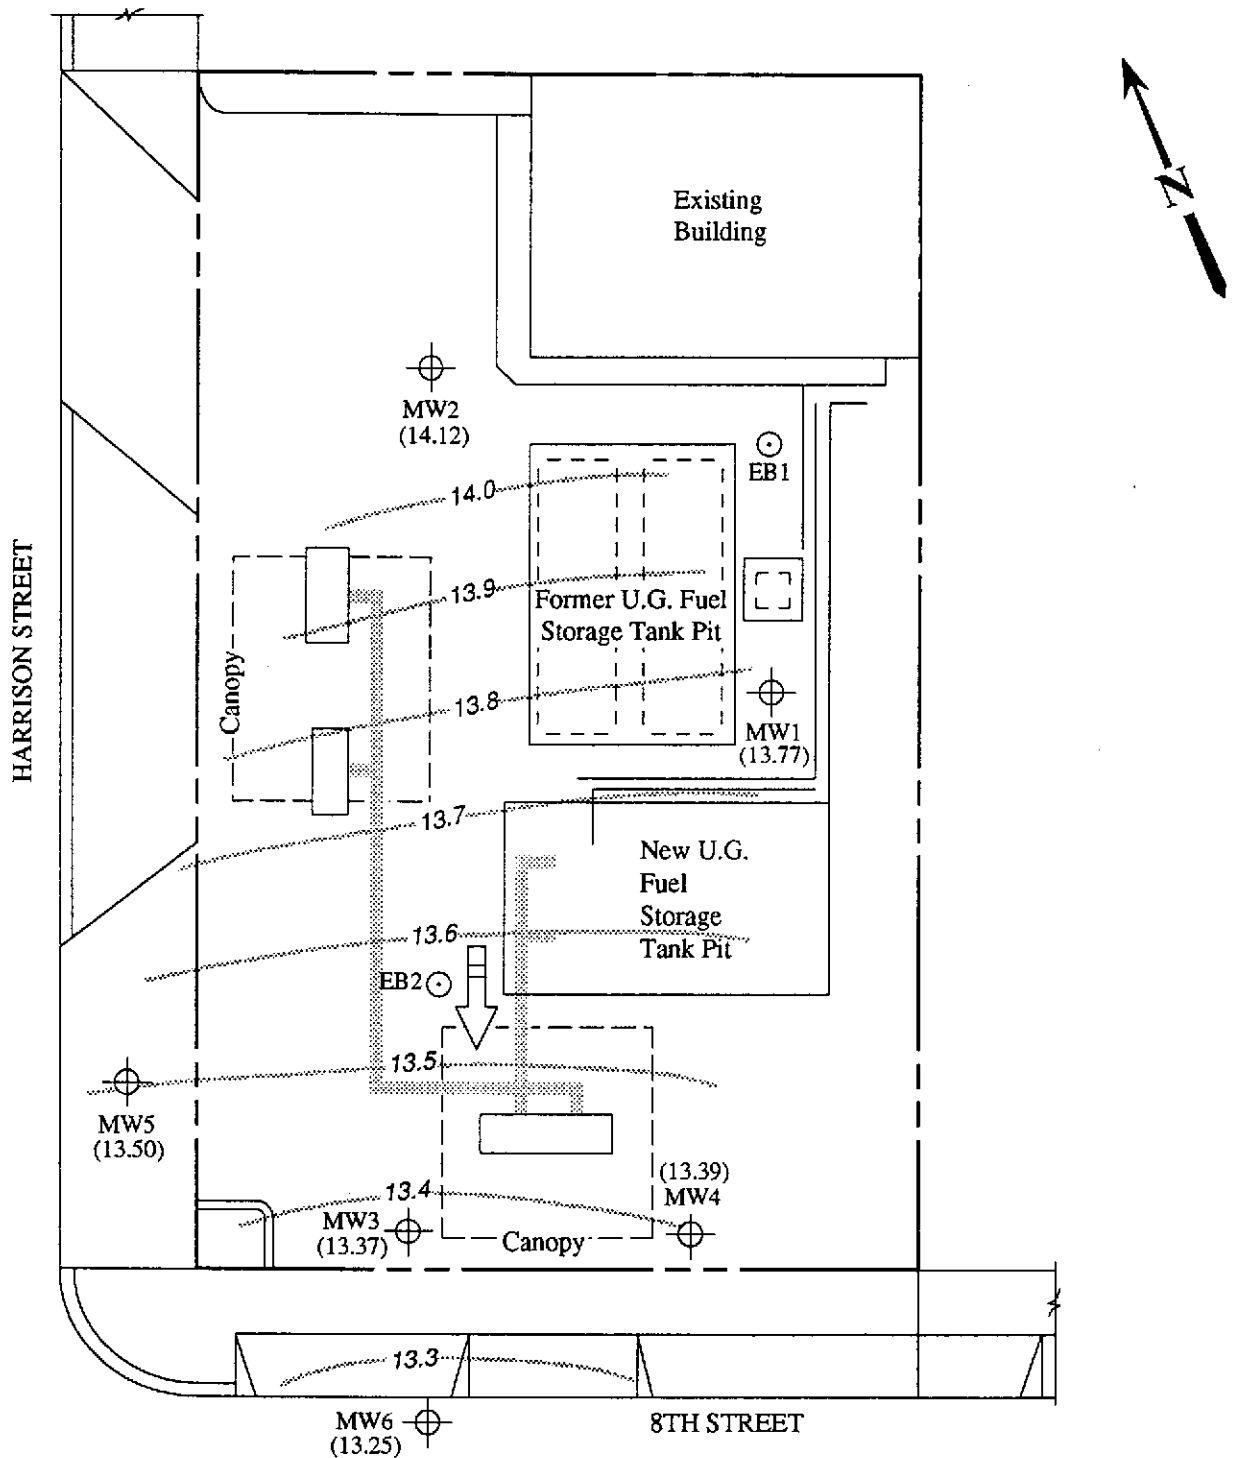 N
Existing
Building
MW2
(14.12)
EB1
14.0
13.9
Former U.G. Fuel
Storage Tank Pit
HARRISON STREET
Canopy
13.8
MW1
(13.77)
13.7
New U.G.
Fuel
Storage
Tank Pit
13.6
EB2
13.5
MW5
(13.50)
(13.39)
MW4
13.4
MW3
(13.37)
Canopy
13.3
MW6
(13.25)
8TH STREET